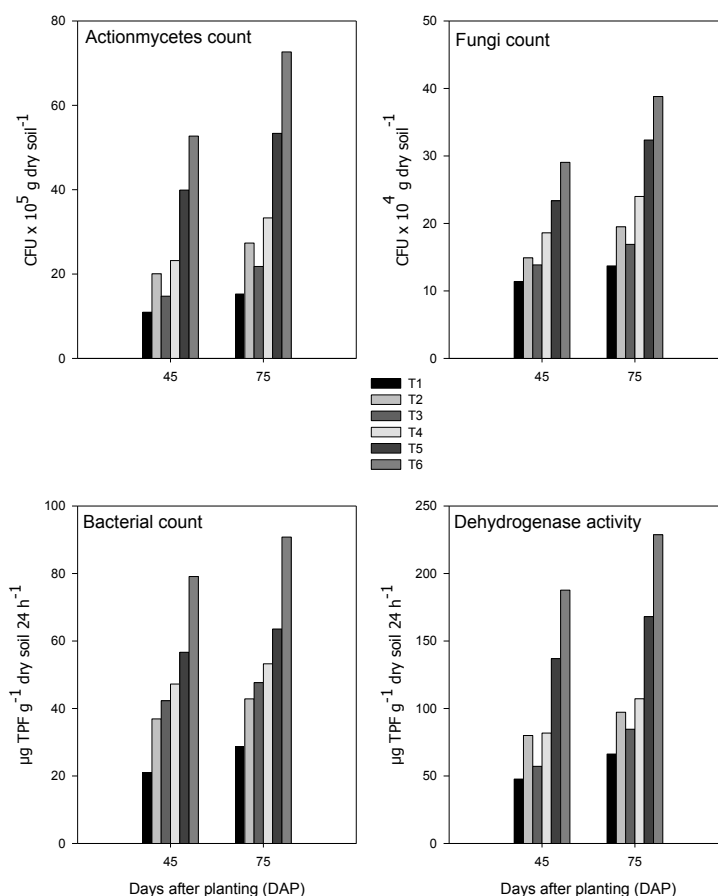 Actionmycetes count
80
60
40
20
0
CFU x 10^5 g dry soil^-1
45
75
Fungi count
50
40
30
20
10
0
CFU x 10^4 g dry soil^-1
45
75
T1
T2
T3
T4
T5
T6
Bacterial count
100
80
60
40
20
0
µg TPF g^-1 dry soil 24 h^-1
45
75
Days after planting (DAP)
Dehydrogenase activity
250
200
150
100
50
0
µg TPF g^-1 dry soil 24 h^-1
45
75
Days after planting (DAP)